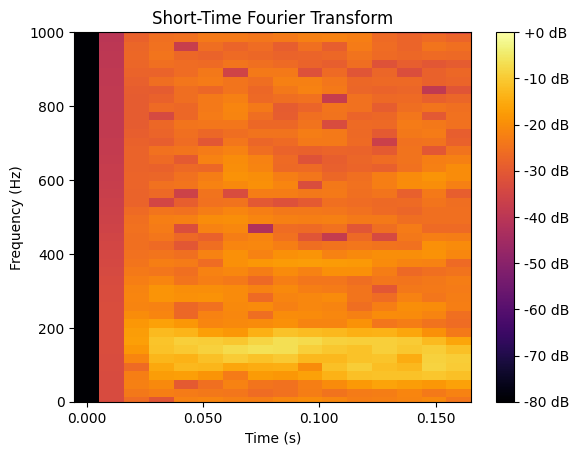 Short-Time Fourier Transform
Frequency (Hz)
1000
800
600
400
200
0
0.000
0.050
0.100
0.150
Time (s)
+0 dB
-10 dB
-20 dB
-30 dB
-40 dB
-50 dB
-60 dB
-70 dB
-80 dB